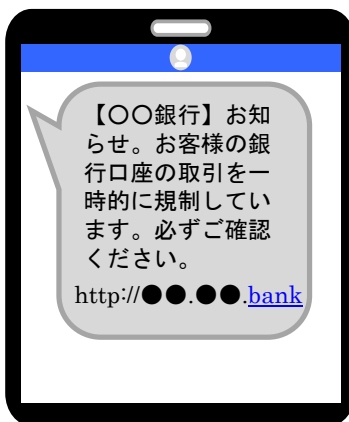 【〇〇銀行】お知
らせ。お客様の銀
行口座の取引を一
時的に規制してい
ます。必ずご確認
ください。
http://●●.●●.bank